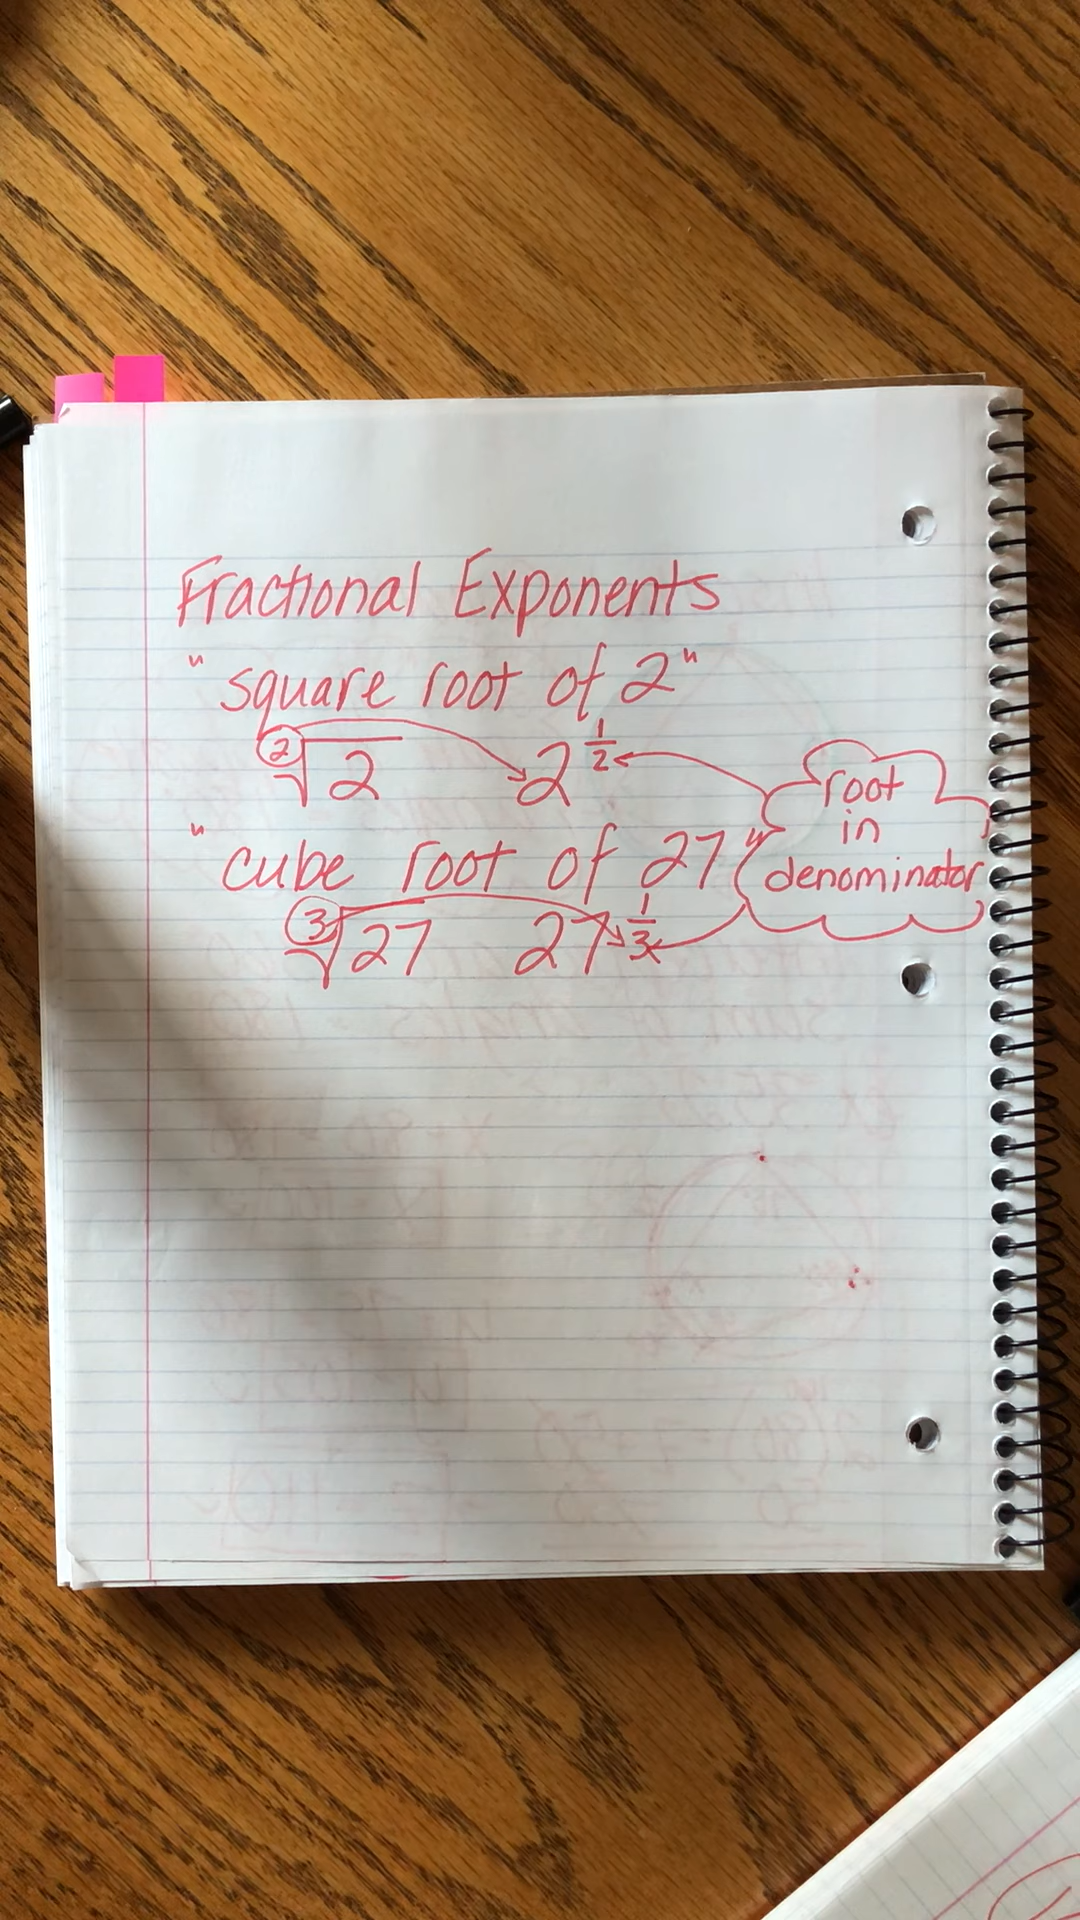 Fractional Exponents
"square root of 2"
²√2 2^(1/2)
root
in
denominator
"cube root of 27"
³√27 27^(1/3)